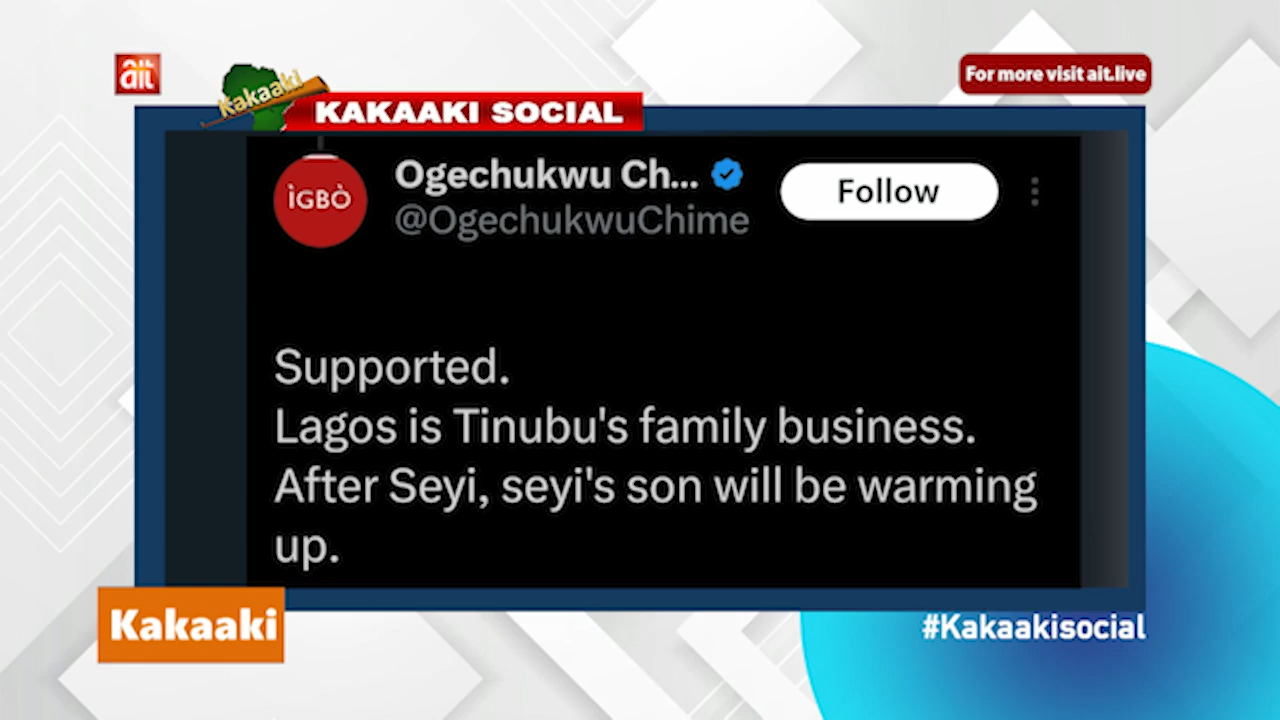 ait
Kakaaki
For more visit ait.live
KAKAAKI SOCIAL
ÌGBÒ
Ogechukwu Ch...
@OgechukwuChime
Follow
Supported.
Lagos is Tinubu's family business.
After Seyi, seyi's son will be warming
up.
Kakaaki
#Kakaakisocial